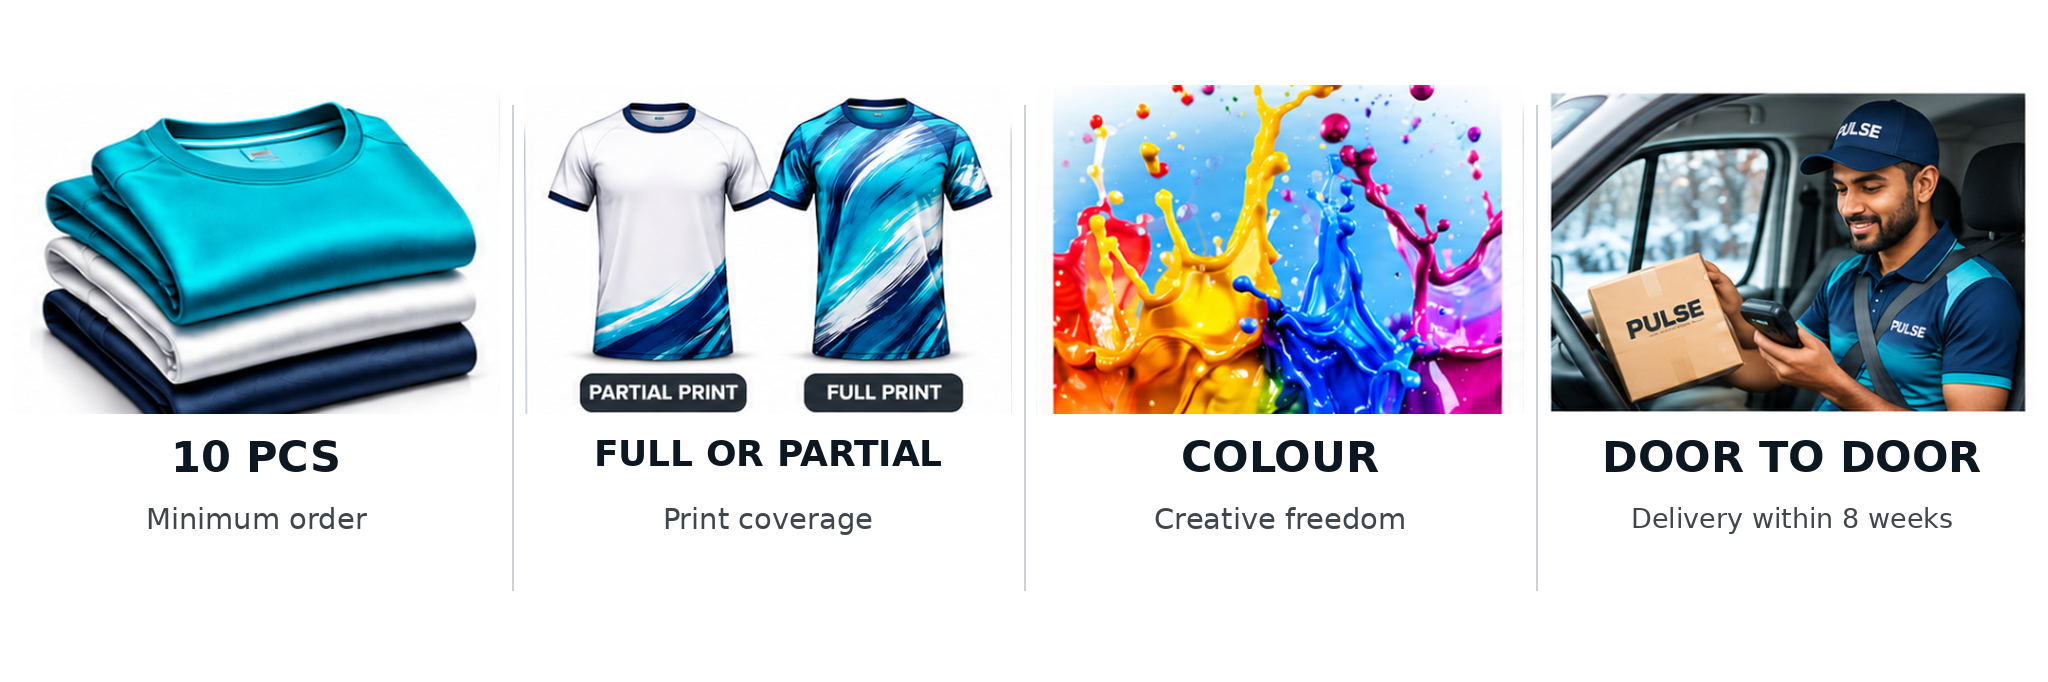 PARTIAL PRINT
FULL PRINT
PULSE
PULSE
PULSE
10 PCS
Minimum order
FULL OR PARTIAL
Print coverage
COLOUR
Creative freedom
DOOR TO DOOR
Delivery within 8 weeks